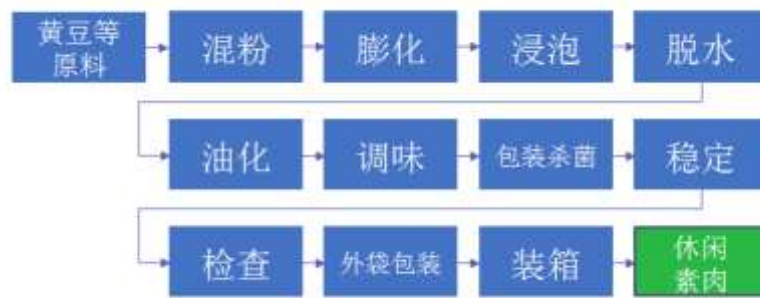 黄豆等
原料
混粉
膨化
浸泡
脱水
油化
调味
包装杀菌
稳定
检查
外袋包装
装箱
休闲
素肉